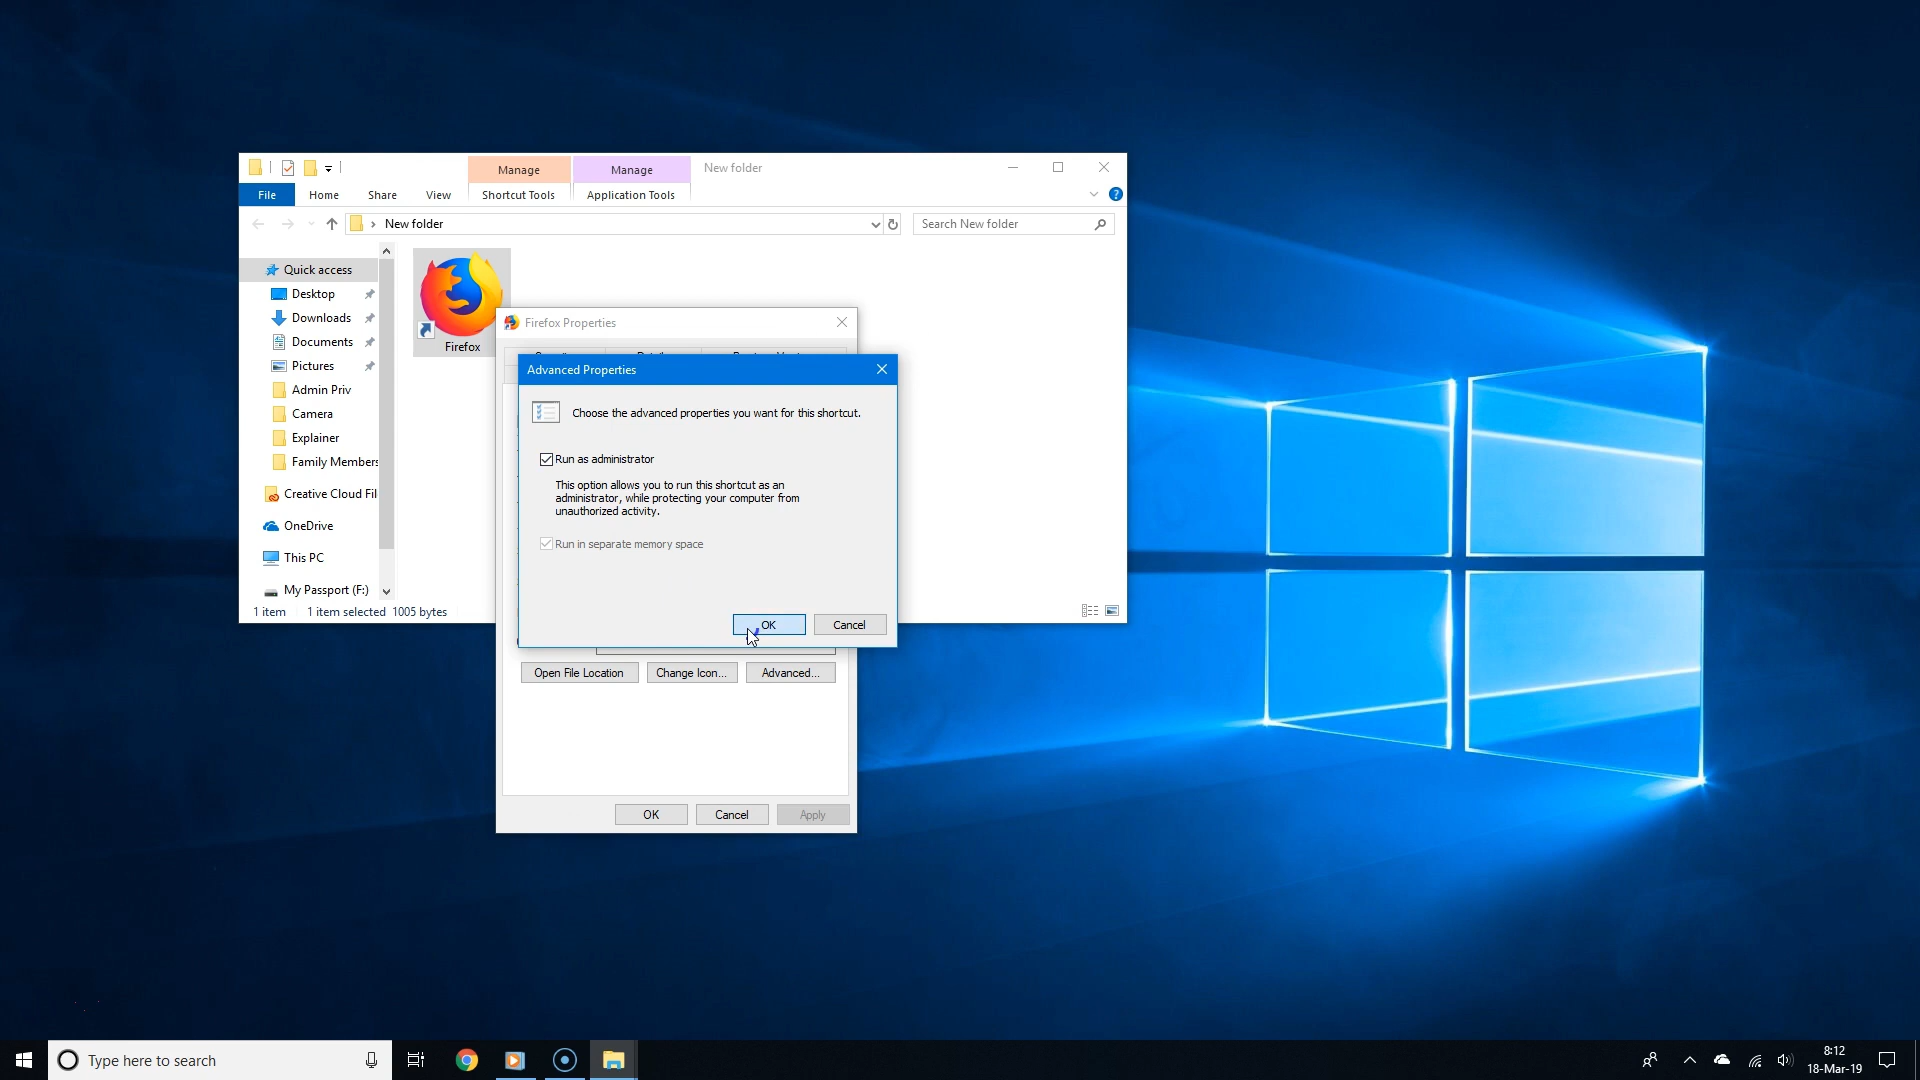 Manage
Manage
New folder
File
Home
Share
View
Shortcut Tools
Application Tools
?
New folder
Search New folder
Quick access
Desktop
Downloads
Documents
Pictures
Admin Priv
Camera
Explainer
Family Members
Creative Cloud Fil
OneDrive
This PC
My Passport (F:)
1 item
1 item selected 1005 bytes
Firefox
Firefox Properties
Advanced Properties
Choose the advanced properties you want for this shortcut.
Run as administrator
This option allows you to run this shortcut as an
administrator, while protecting your computer from
unauthorized activity.
Run in separate memory space
OK
Cancel
Open File Location
Change Icon...
Advanced...
OK
Cancel
Apply
Type here to search
8:12
18-Mar-19